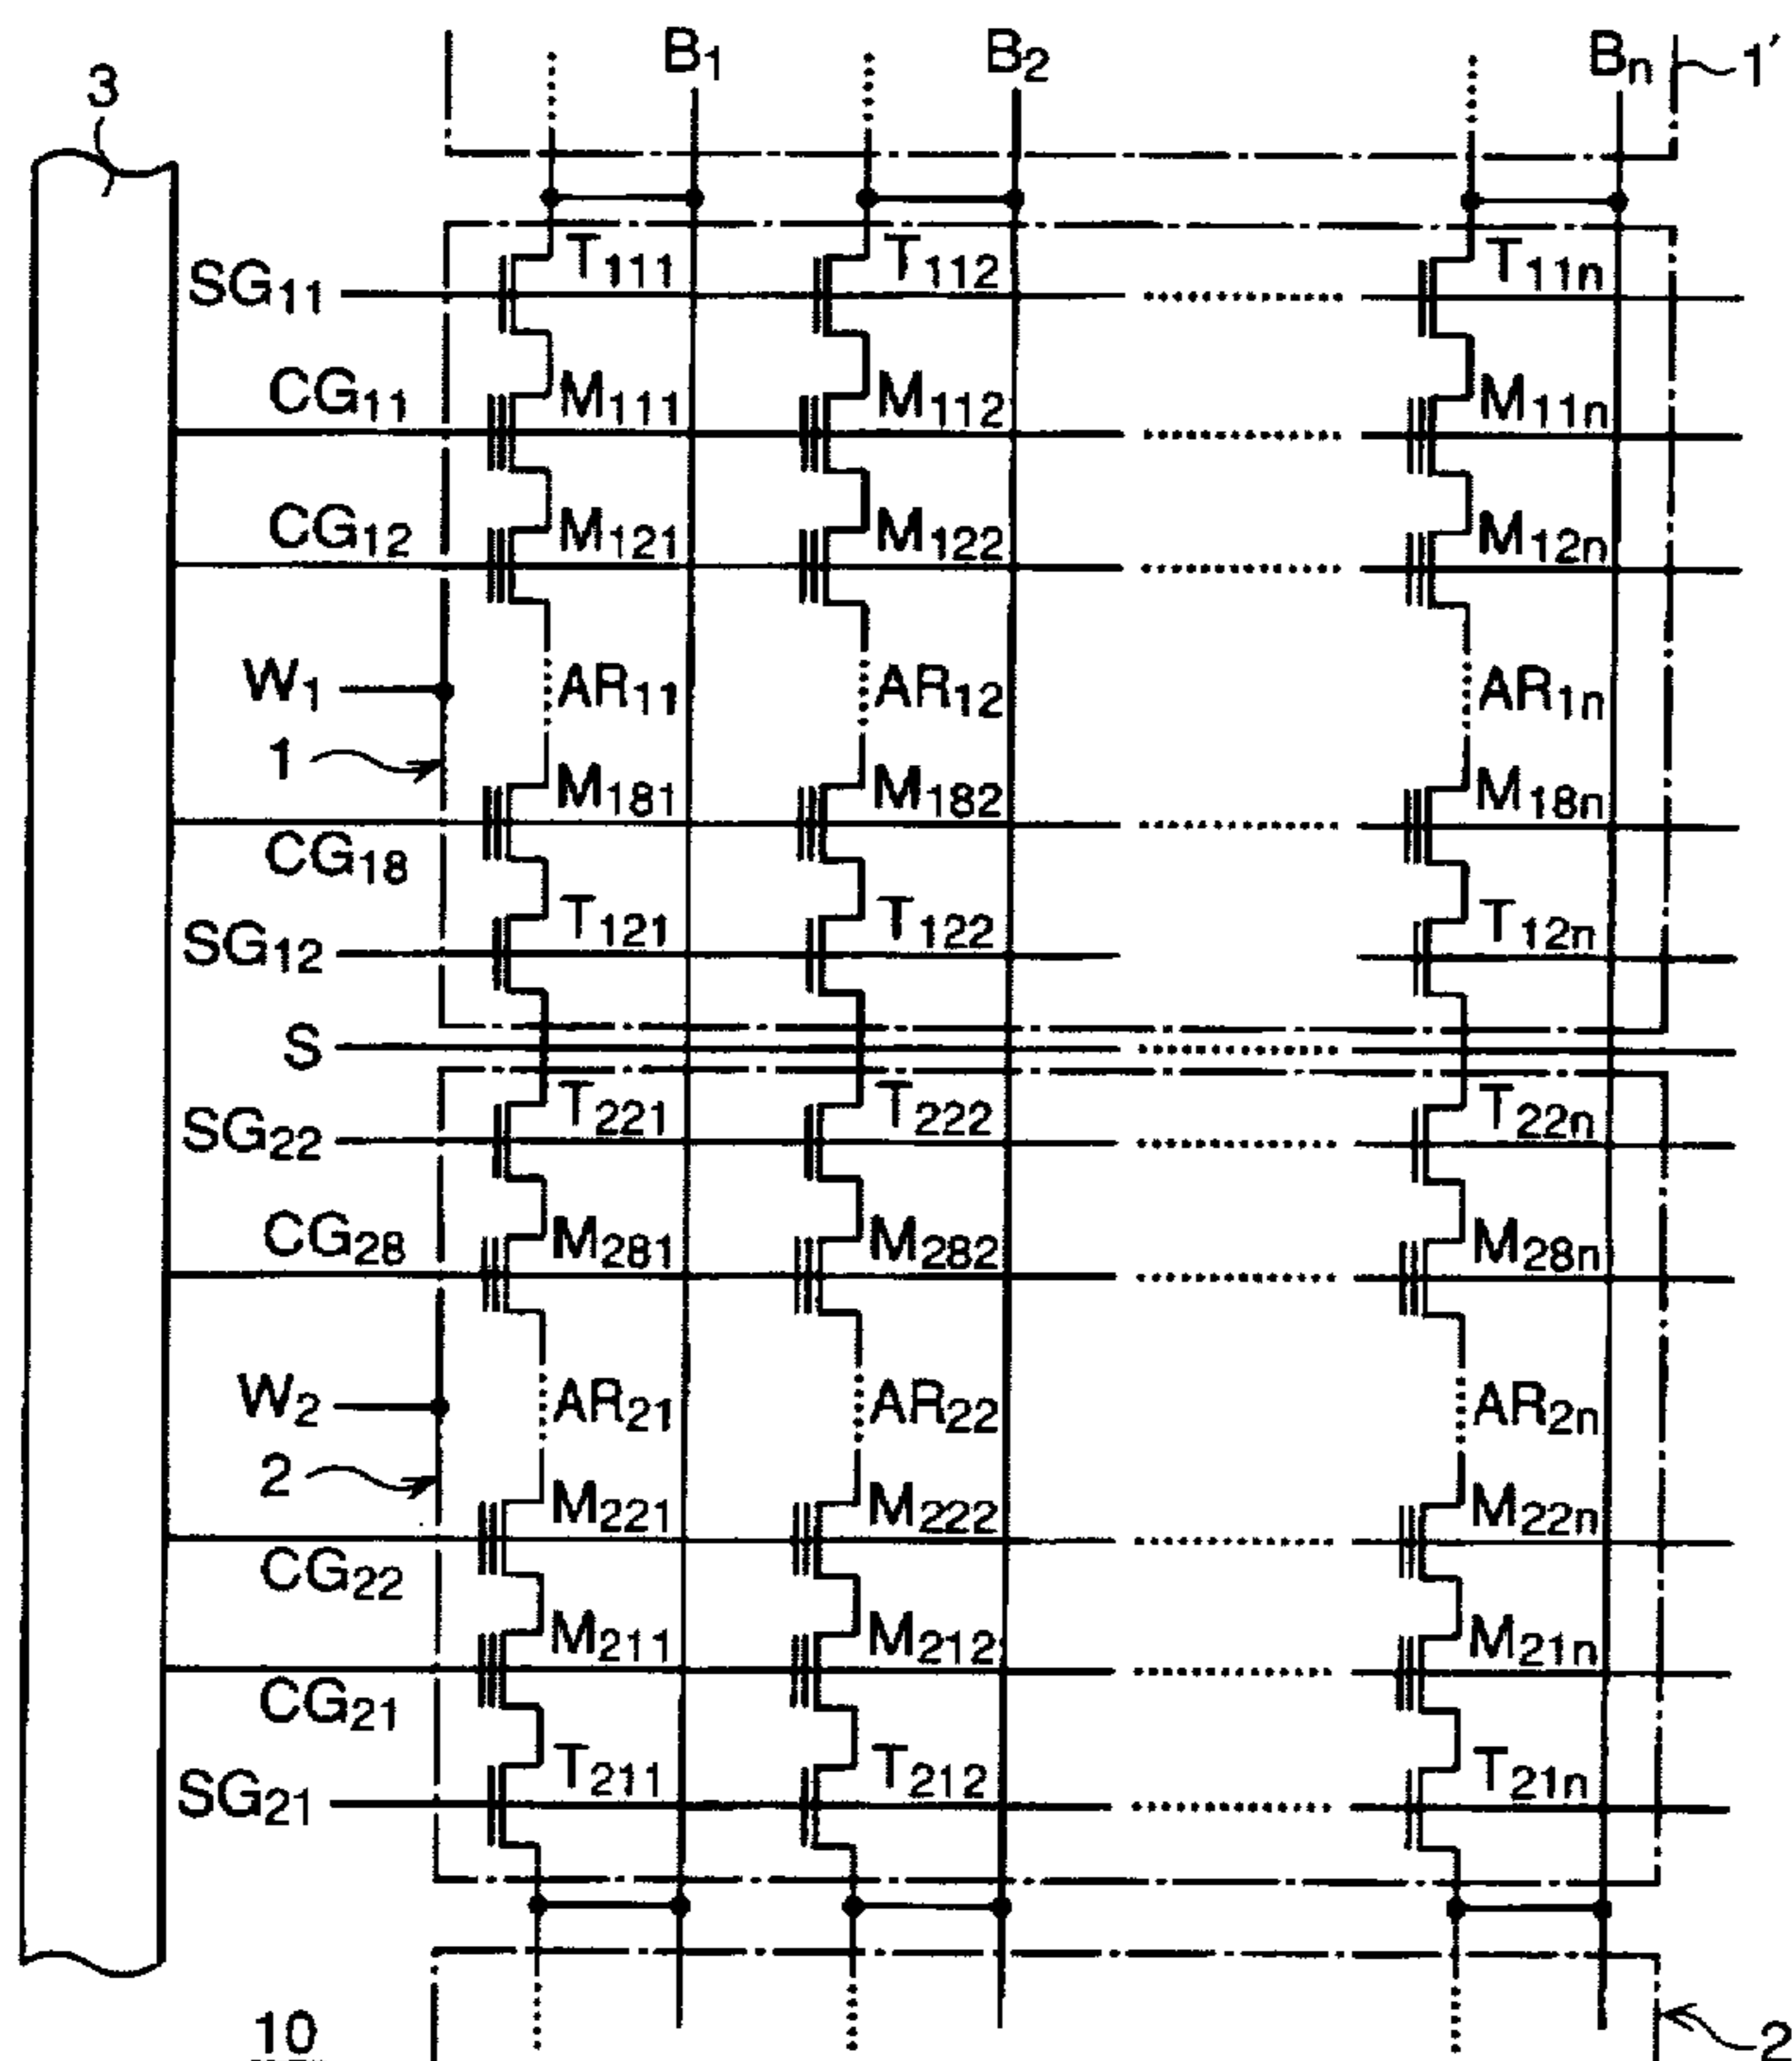 B1 B2 Bn 1'
3
T111 T112 T11n
SG11
CG11 M111 M112 M11n
CG12 M121 M122 M12n
W1 AR11 AR12 AR1n
1
M181 M182 M18n
CG18
T121 T122 T12n
SG12
S
T221 T222 T22n
SG22
CG28 M281 M282 M28n
W2 AR21 AR22 AR2n
2
M221 M222 M22n
CG22
M211 M212 M21n
CG21
T211 T212 T21n
SG21
10 2